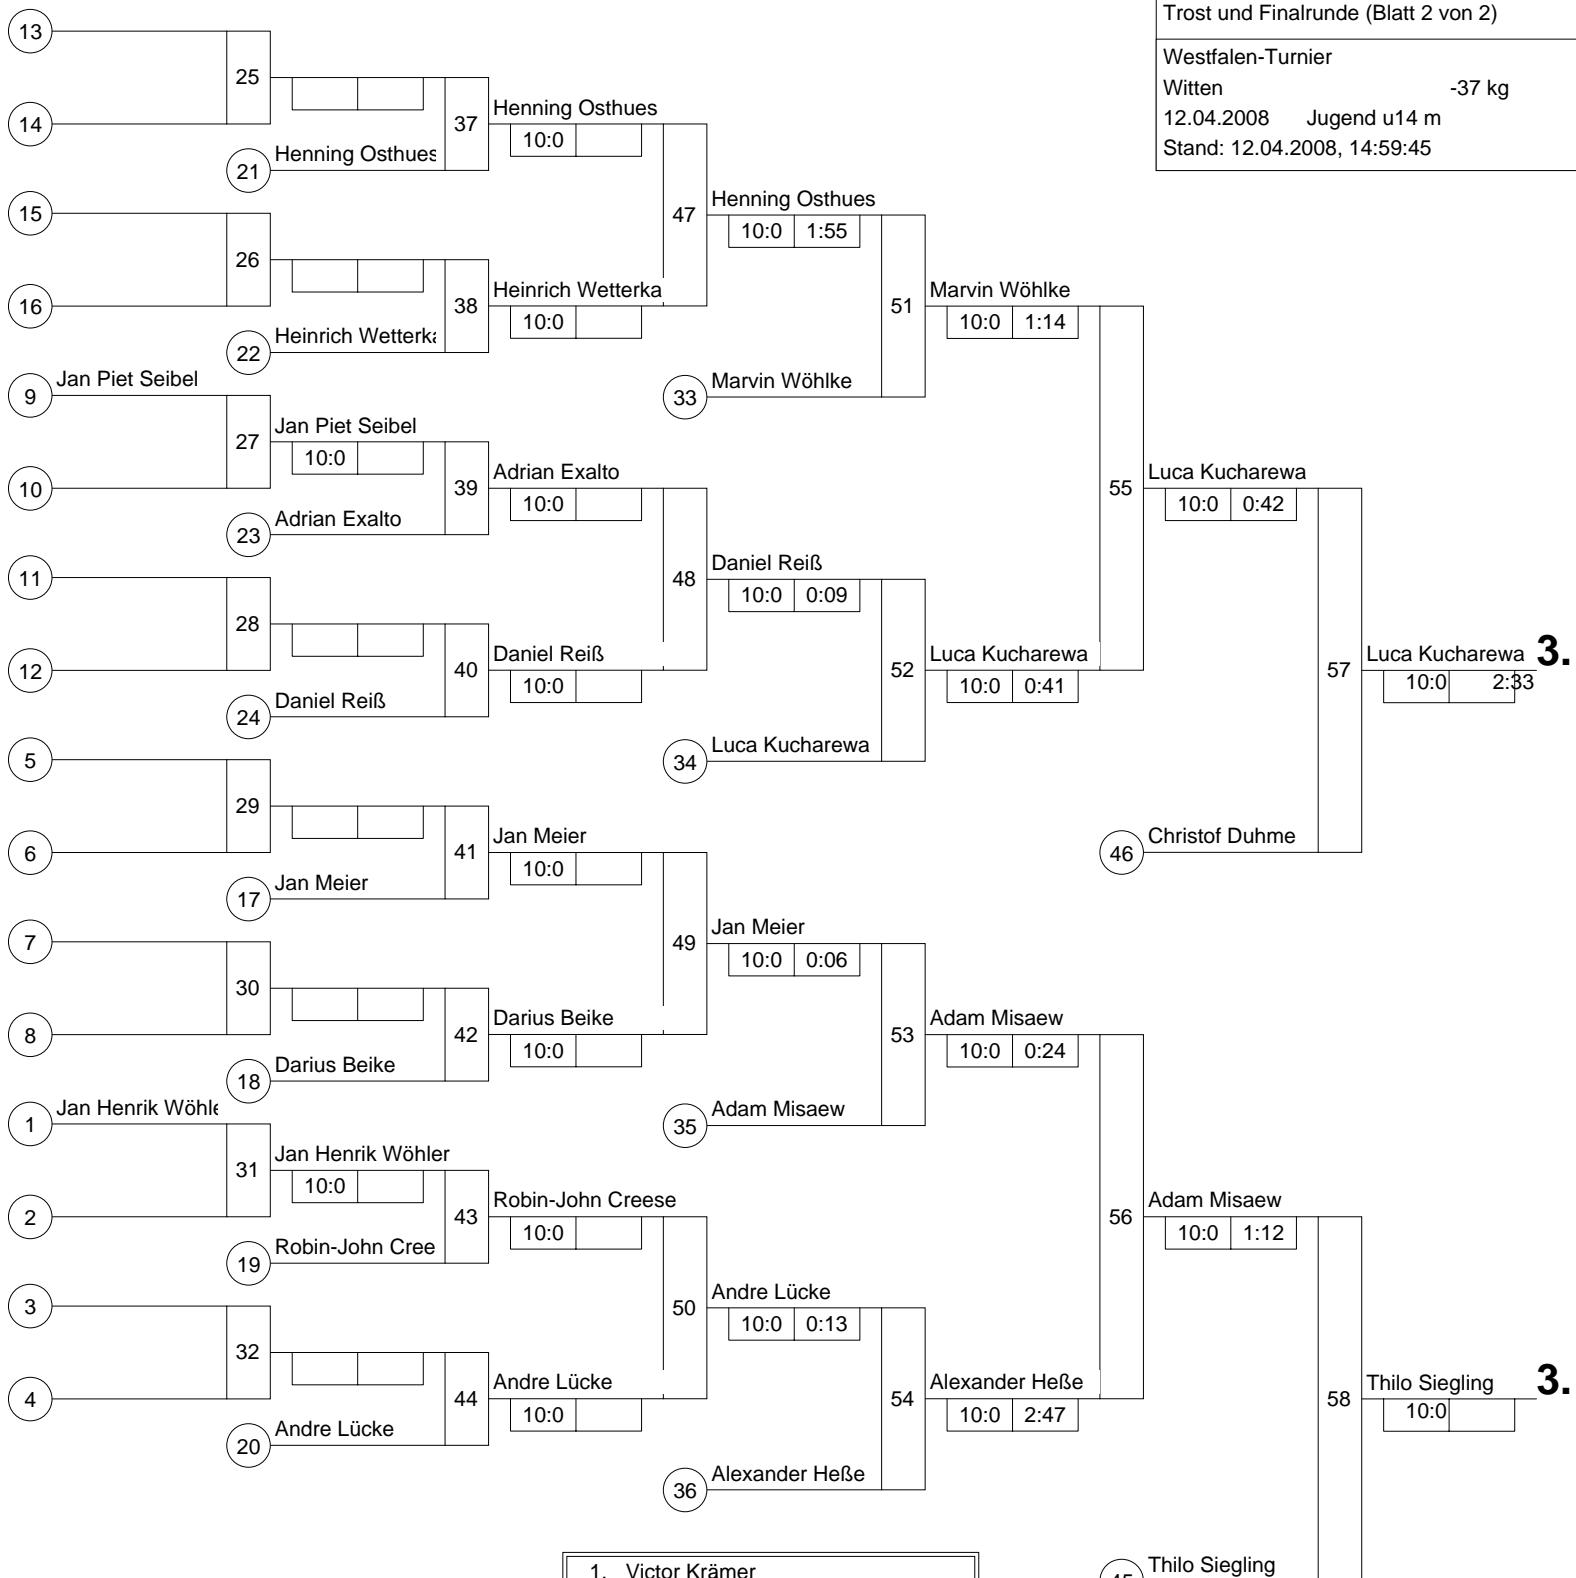 Trost und Finalrunde (Blatt 2 von 2)
Westfalen-Turnier
Witten -37 kg
12.04.2008 Jugend u14 m
Stand: 12.04.2008, 14:59:45
13
25
14
37
Henning Osthues
10:0
21 Henning Osthues
15
47
Henning Osthues
10:0 1:55
26
16
38
Heinrich Wetterka
10:0
22 Heinrich Wetterka
51
Marvin Wöhlke
10:0 1:14
33 Marvin Wöhlke
9 Jan Piet Seibel
27
Jan Piet Seibel
10:0
10
39
Adrian Exalto
10:0
23 Adrian Exalto
55
Luca Kucharewa
10:0 0:42
11
48
Daniel Reiß
10:0 0:09
28
12
40
Daniel Reiß
10:0
24 Daniel Reiß
52
Luca Kucharewa
10:0 0:41
34 Luca Kucharewa
57
Luca Kucharewa 3.
10:0 2:33
5
29
6
41
Jan Meier
10:0
17 Jan Meier
46 Christof Duhme
7
49
Jan Meier
10:0 0:06
30
8
42
Darius Beike
10:0
18 Darius Beike
53
Adam Misaew
10:0 0:24
35 Adam Misaew
1 Jan Henrik Wöhle
31
Jan Henrik Wöhler
10:0
2
43
Robin-John Creese
10:0
19 Robin-John Cree
56
Adam Misaew
10:0 1:12
3
50
Andre Lücke
10:0 0:13
32
4
44
Andre Lücke
10:0
20 Andre Lücke
54
Alexander Heße
10:0 2:47
36 Alexander Heße
58
Thilo Siegling 3.
10:0
1. Victor Krämer
45 Thilo Siegling